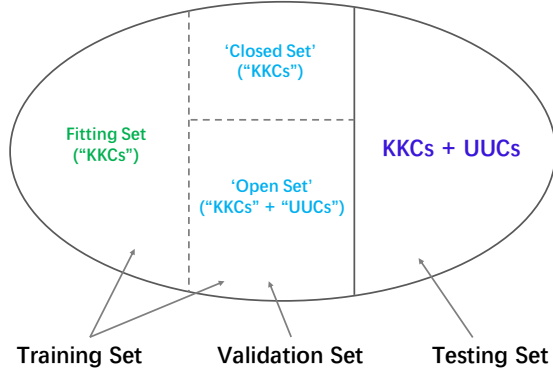 ‘Closed Set’
(“KKCs”)
Fitting Set
(“KKCs”)
KKCs + UUCs
‘Open Set’
(“KKCs” + “UUCs”)
Training Set
Validation Set
Testing Set